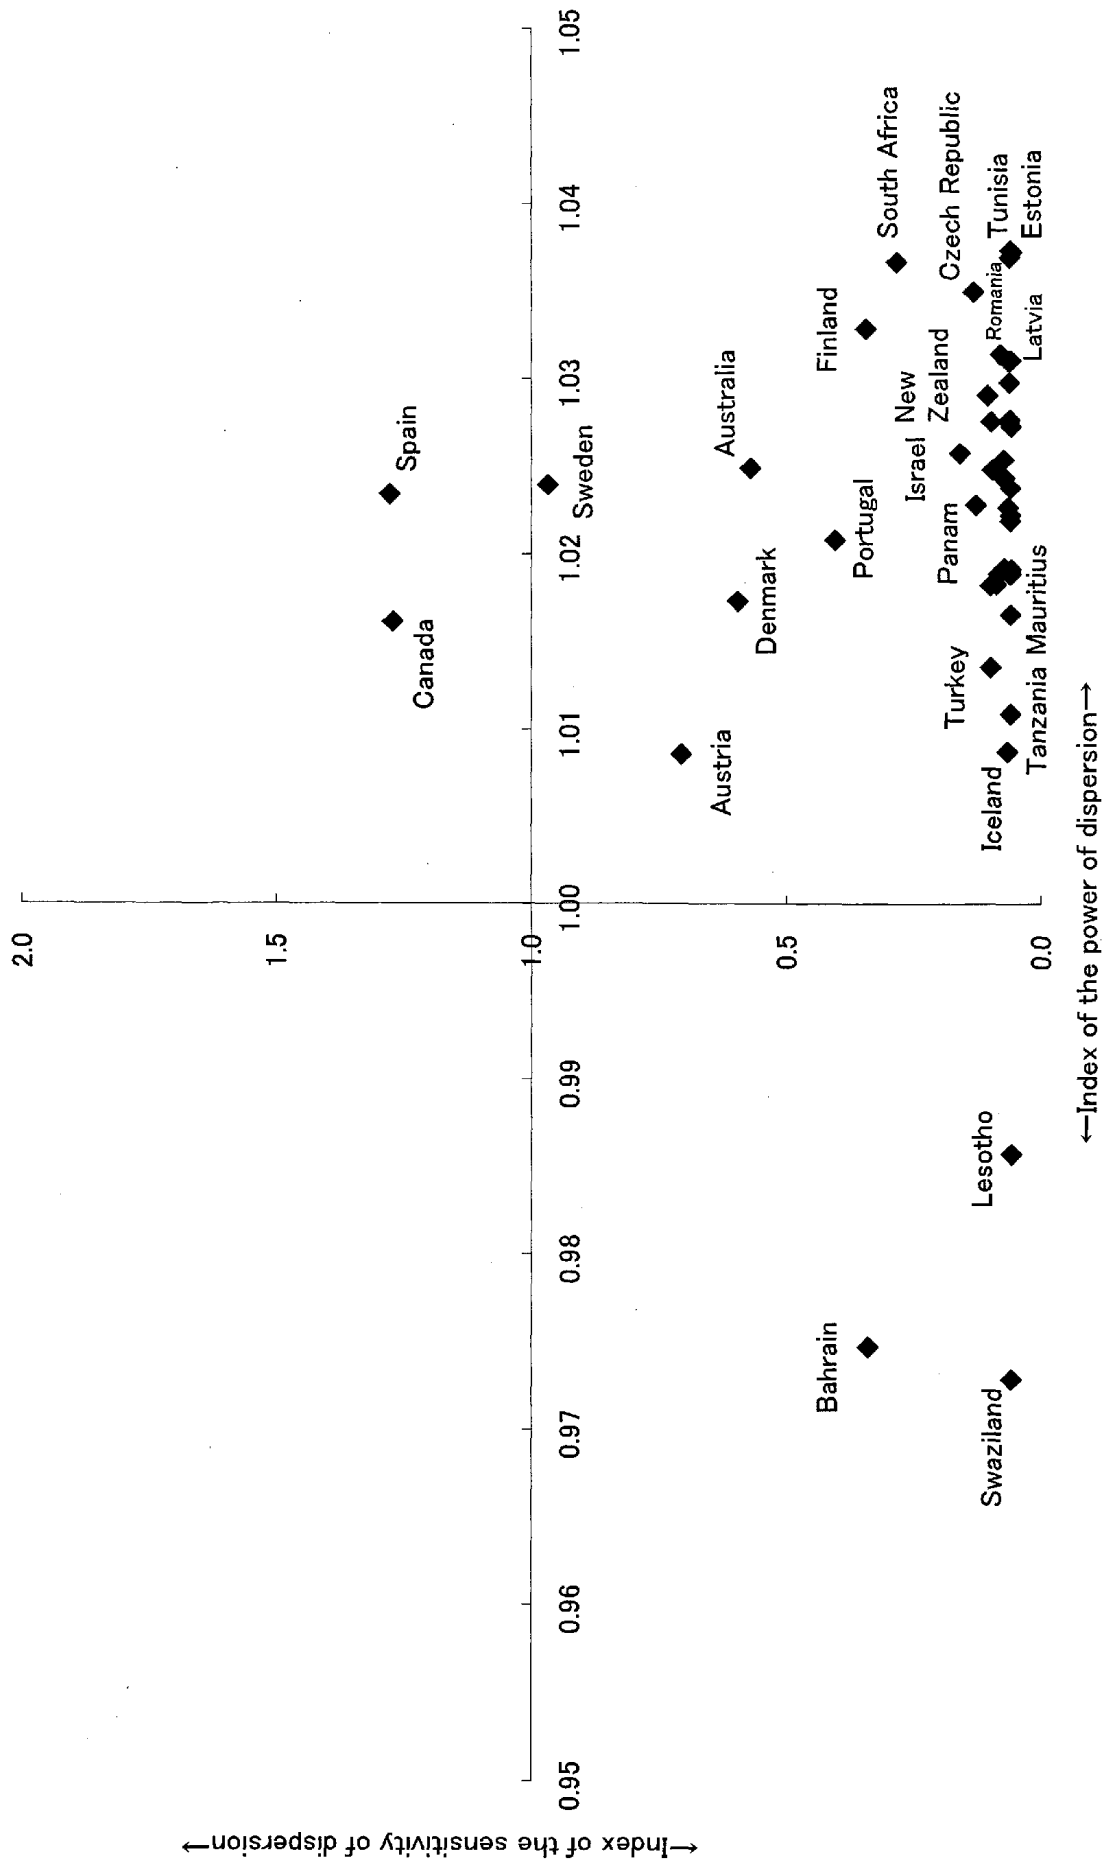 ←Index of the sensitivity of dispersion→
2.0
1.5
1.0
0.5
0.0
0.95
0.96
0.97
0.98
0.99
1.00
1.01
1.02
1.03
1.04
1.05
Canada
Spain
Sweden
Austria
Denmark
Australia
Portugal
Finland
South Africa
Bahrain
Israel
New
Zealand
Czech Republic
Panam
Turkey
Romania
Tunisia
Swaziland
Lesotho
Iceland
Tanzania
Mauritius
Latvia
Estonia
←Index of the power of dispersion→